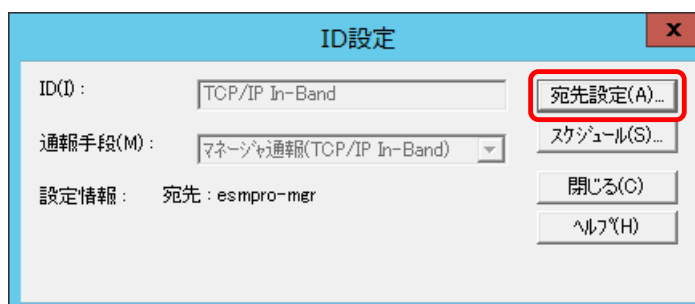 ID設定
x
ID(I) :
TCP/IP In-Band
宛先設定(A)...
通報手段(M) :
マネージャ通報(TCP/IP In-Band)
スケジュール(S)...
設定情報 :
宛先 : esmpro-mgr
閉じる(C)
ヘルプ(H)